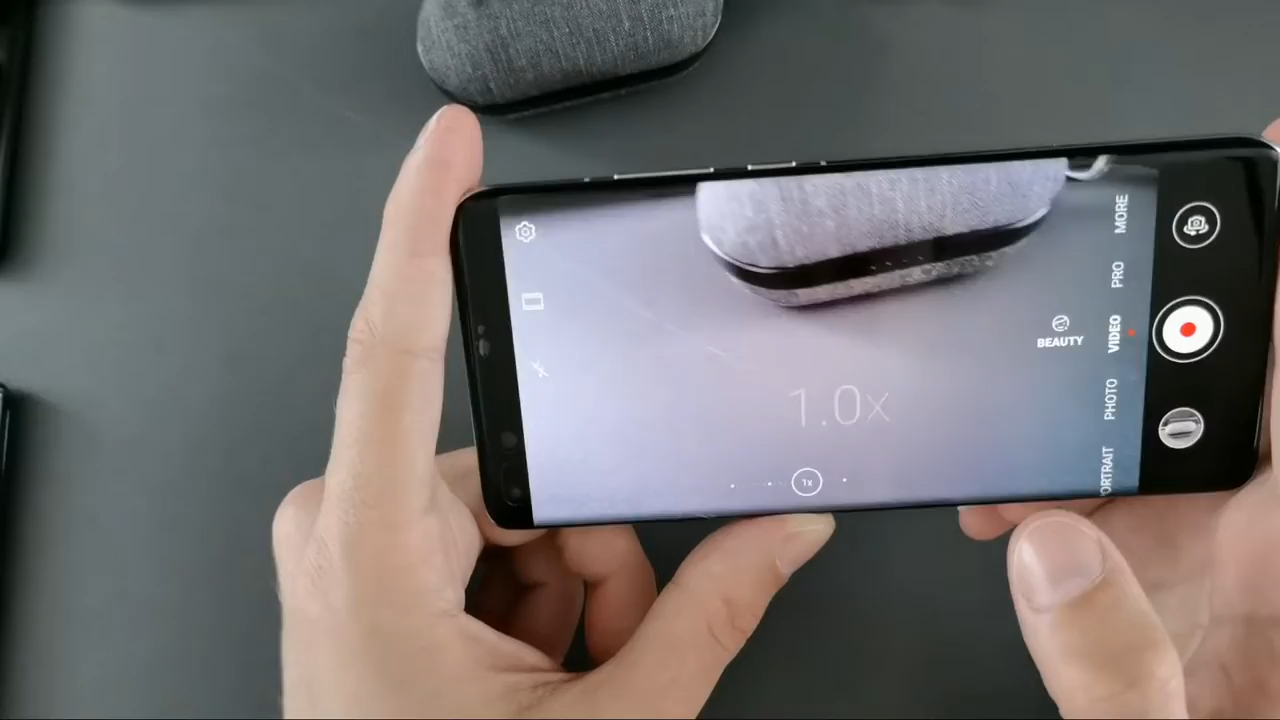 MORE
PRO
VIDEO
PHOTO
ORTRAIT
BEAUTY
1.0x
1x